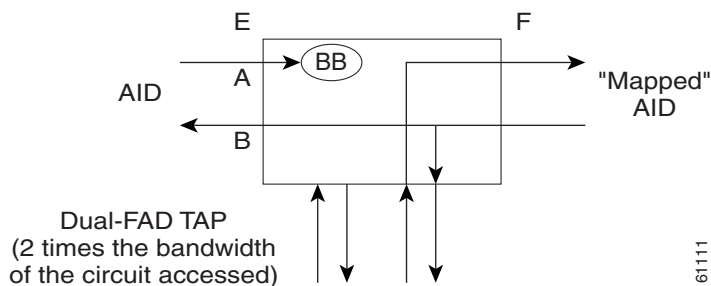 E
F
BB
A
AID
"Mapped"
AID
B
Dual-FAD TAP
(2 times the bandwidth
of the circuit accessed)
61111